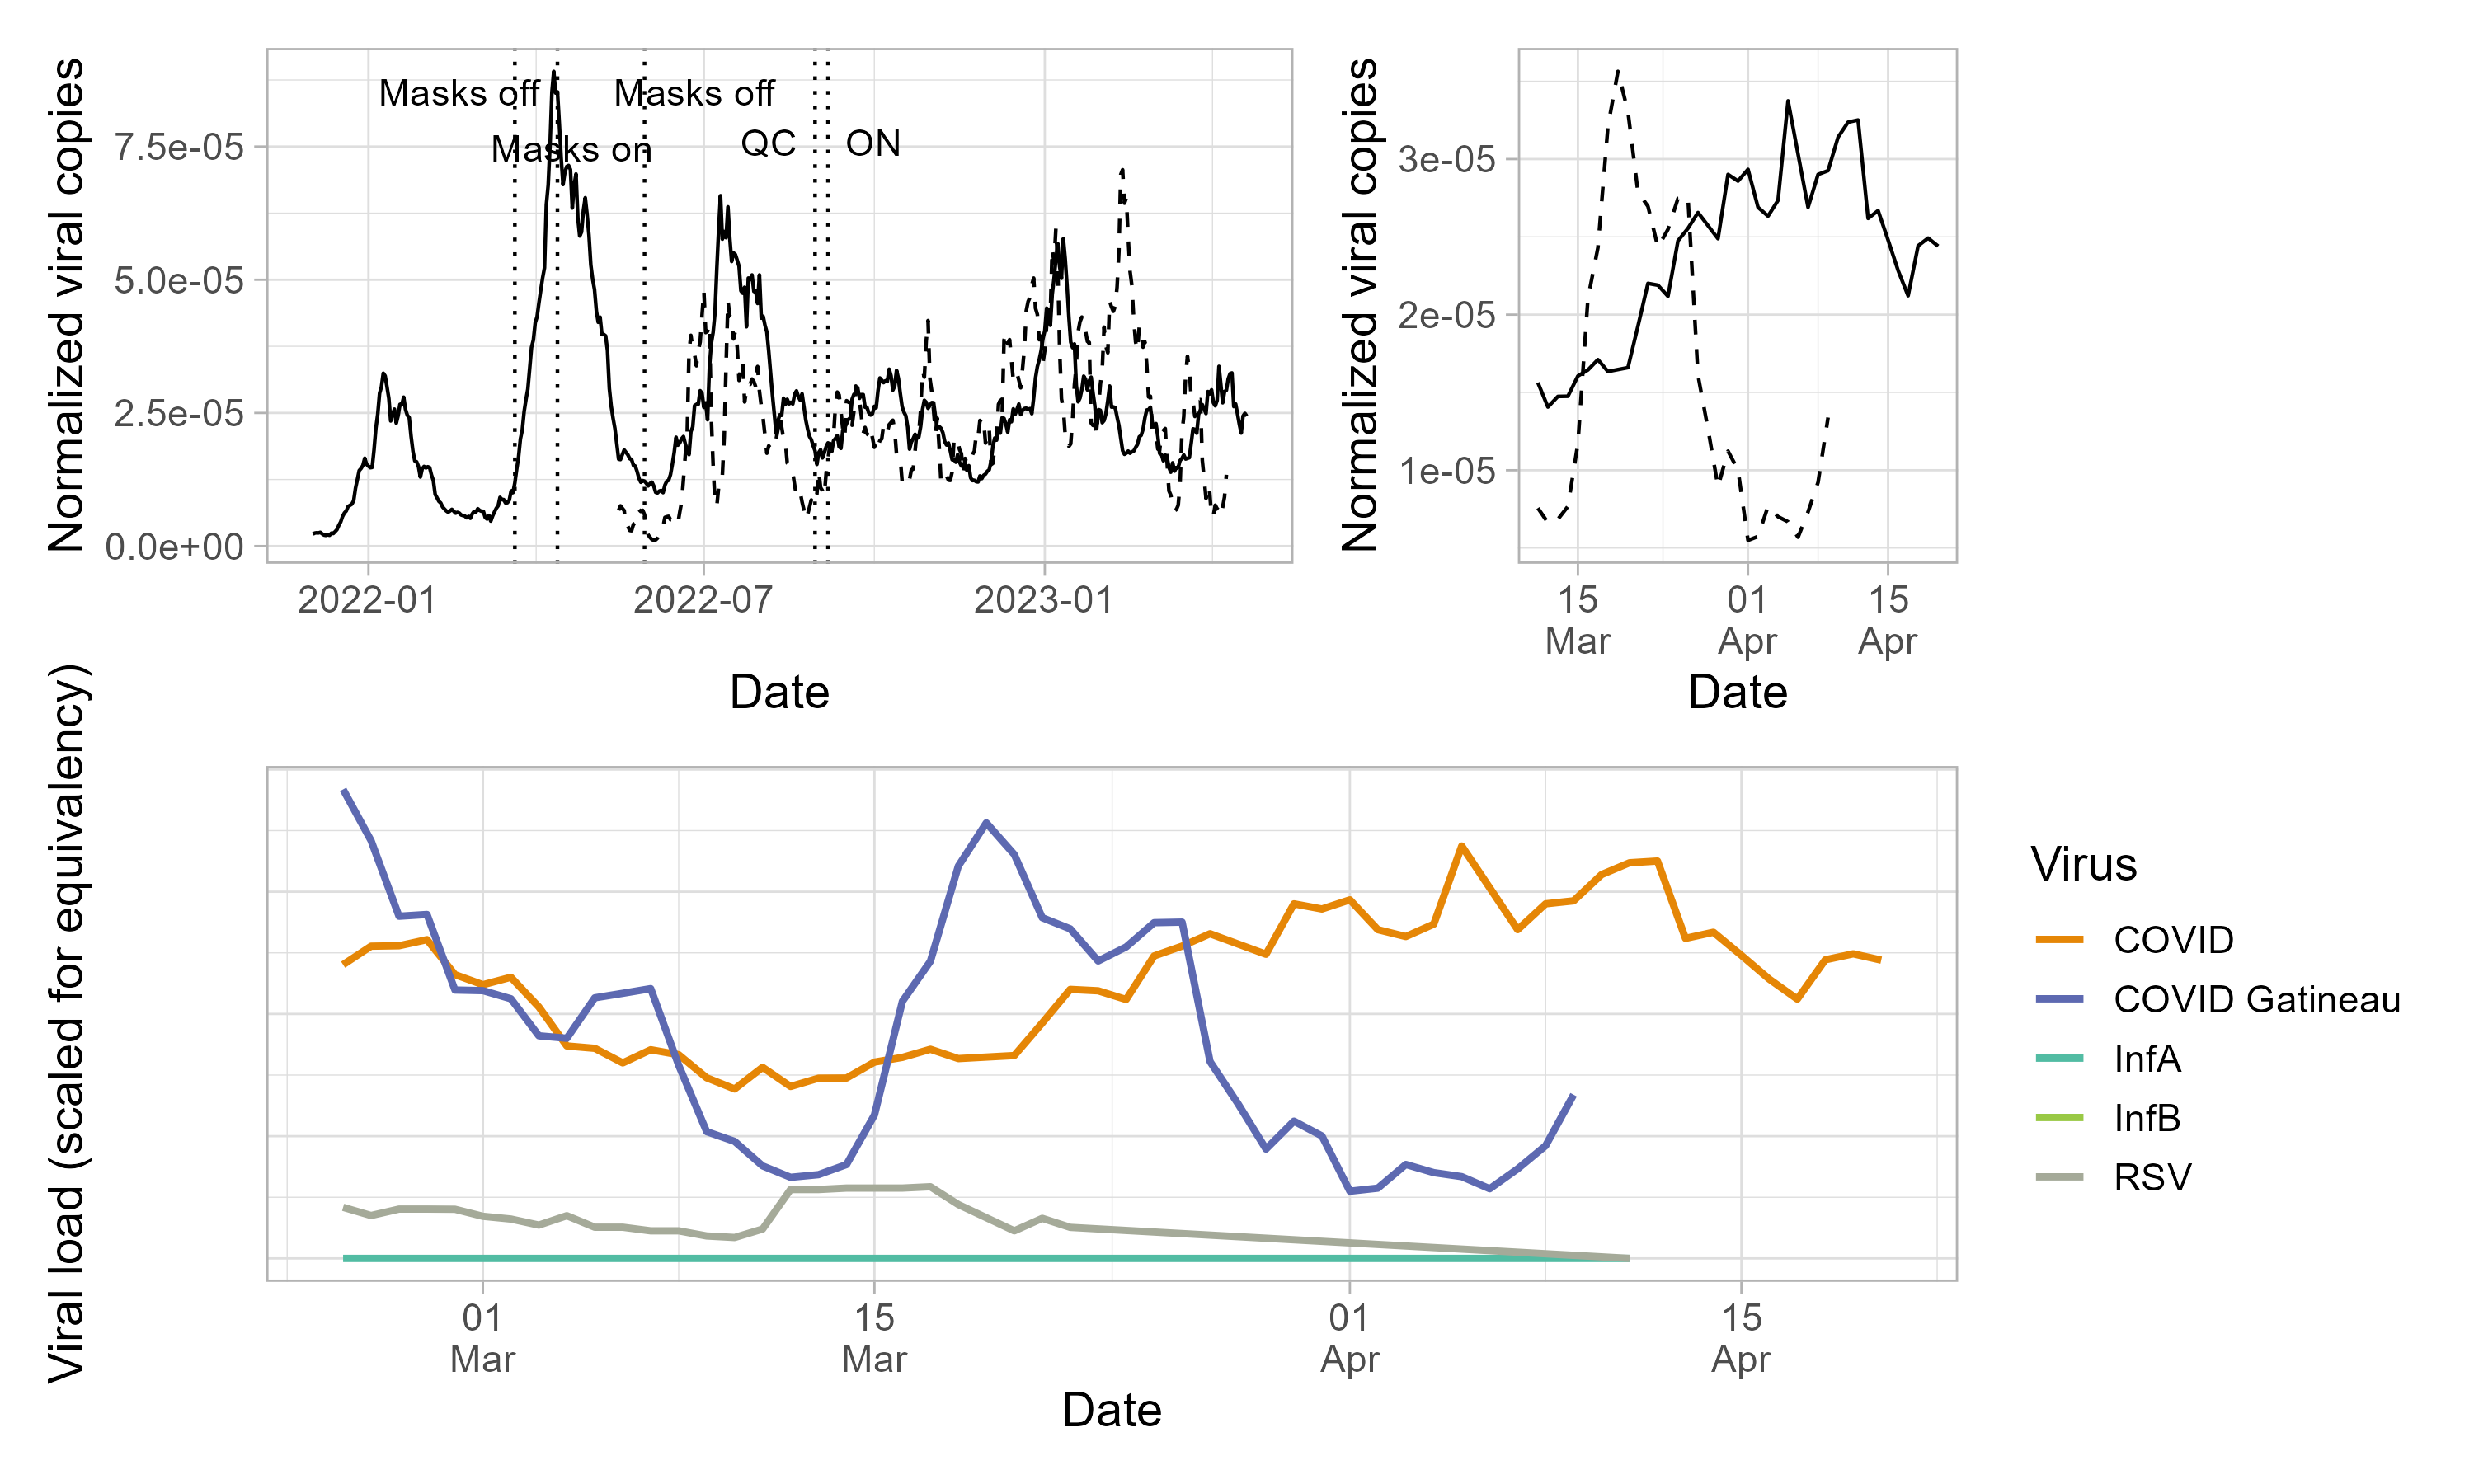 Normalized viral copies
7.5e-05
5.0e-05
2.5e-05
0.0e+00
Masks off
Masks off
Masks on
QC
ON
2022-01
2022-07
2023-01
Date
Normalized viral copies
3e-05
2e-05
1e-05
15
Mar
01
Apr
15
Apr
Date
Viral load (scaled for equivalency)
01
Mar
15
Mar
01
Apr
15
Apr
Date
Virus
COVID
COVID Gatineau
InfA
InfB
RSV